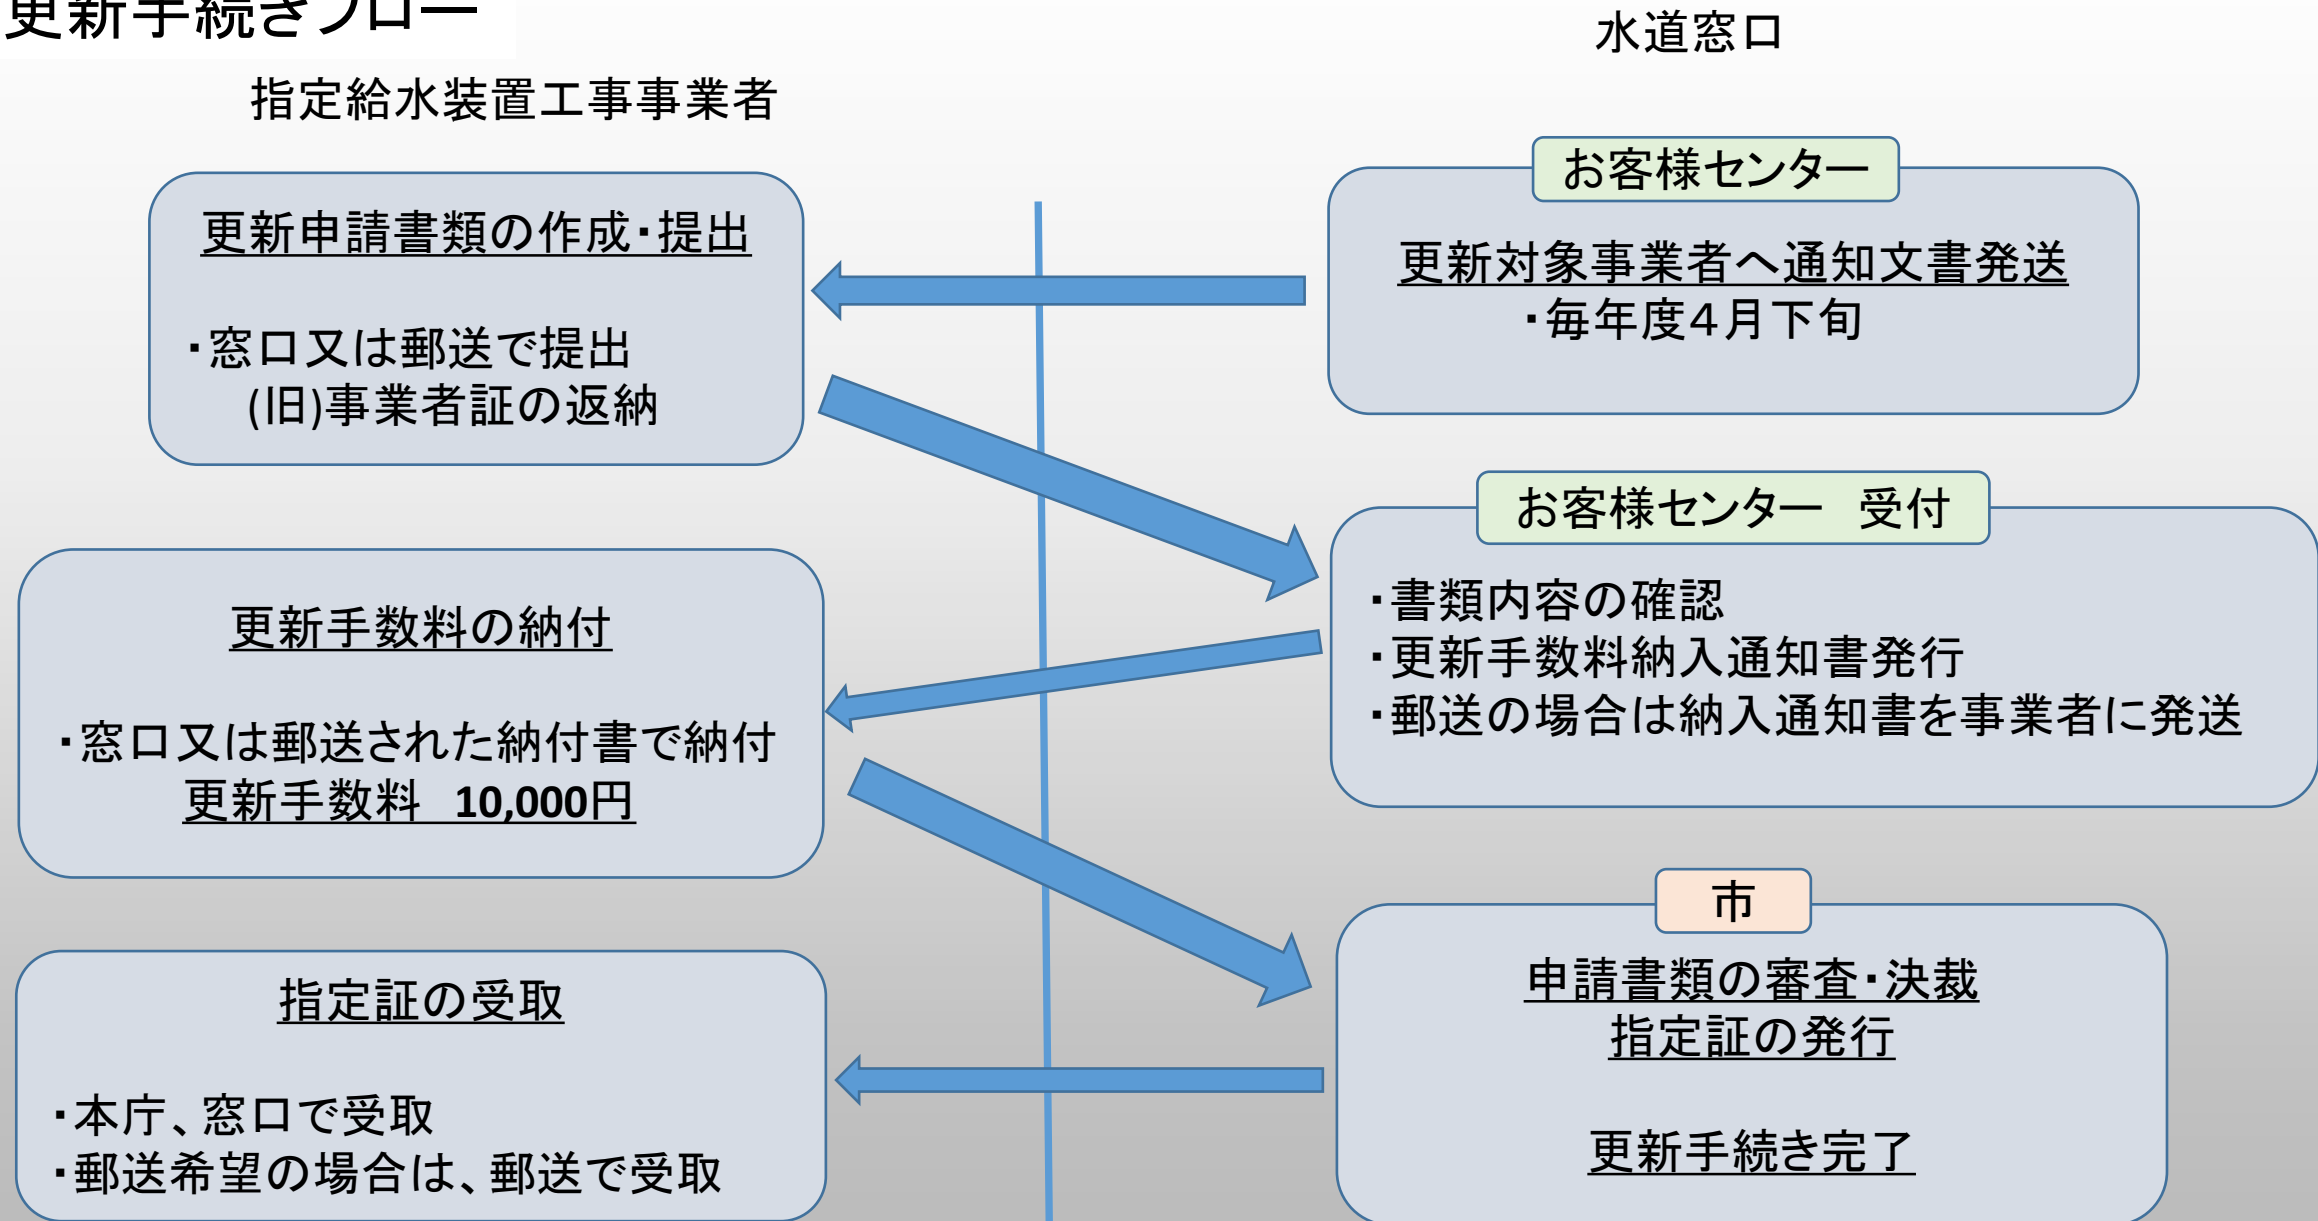 更新手続きフロー
水道窓口
指定給水装置工事事業者
お客様センター
更新対象事業者へ通知文書発送
・毎年度４月下旬
更新申請書類の作成・提出
・窓口又は郵送で提出
(旧)事業者証の返納
お客様センター　受付
・書類内容の確認
・更新手数料納入通知書発行
・郵送の場合は納入通知書を事業者に発送
更新手数料の納付
・窓口又は郵送された納付書で納付
更新手数料　10,000円
市
申請書類の審査・決裁
指定証の発行
更新手続き完了
指定証の受取
・本庁、窓口で受取
・郵送希望の場合は、郵送で受取